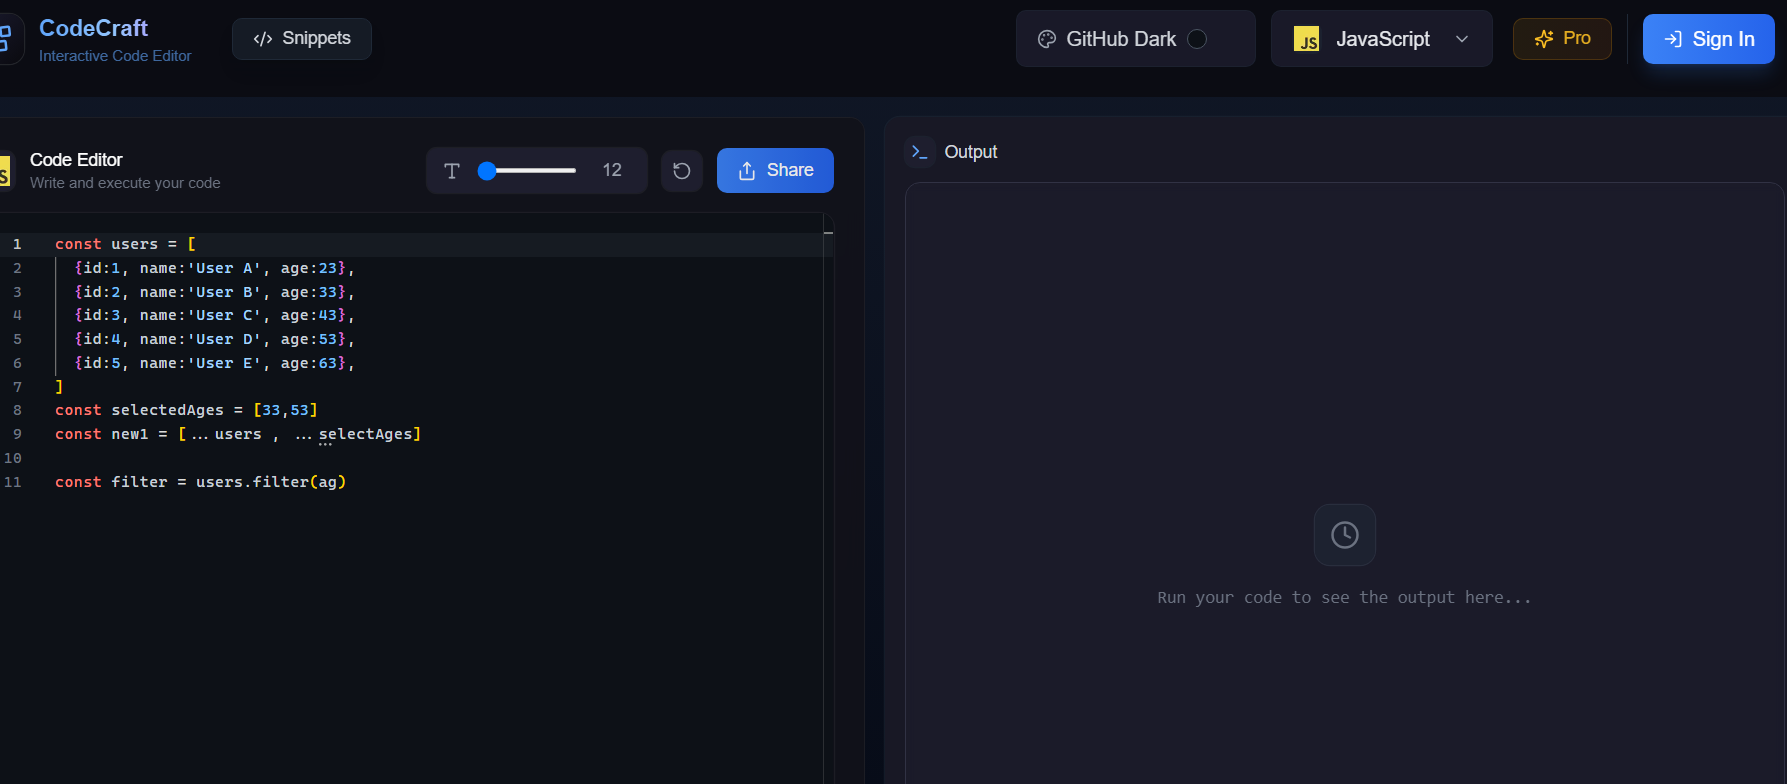 CodeCraft
Interactive Code Editor
</> Snippets
GitHub Dark
JS JavaScript
Pro
Sign In
Code Editor
Write and execute your code
12
Share
Output
1 const users = [
2 {id:1, name:'User A', age:23},
3 {id:2, name:'User B', age:33},
4 {id:3, name:'User C', age:43},
5 {id:4, name:'User D', age:53},
6 {id:5, name:'User E', age:63},
7 ]
8 const selectedAges = [33,53]
9 const new1 = [...users , ...selectAges]
10
11 const filter = users.filter(ag)
Run your code to see the output here...